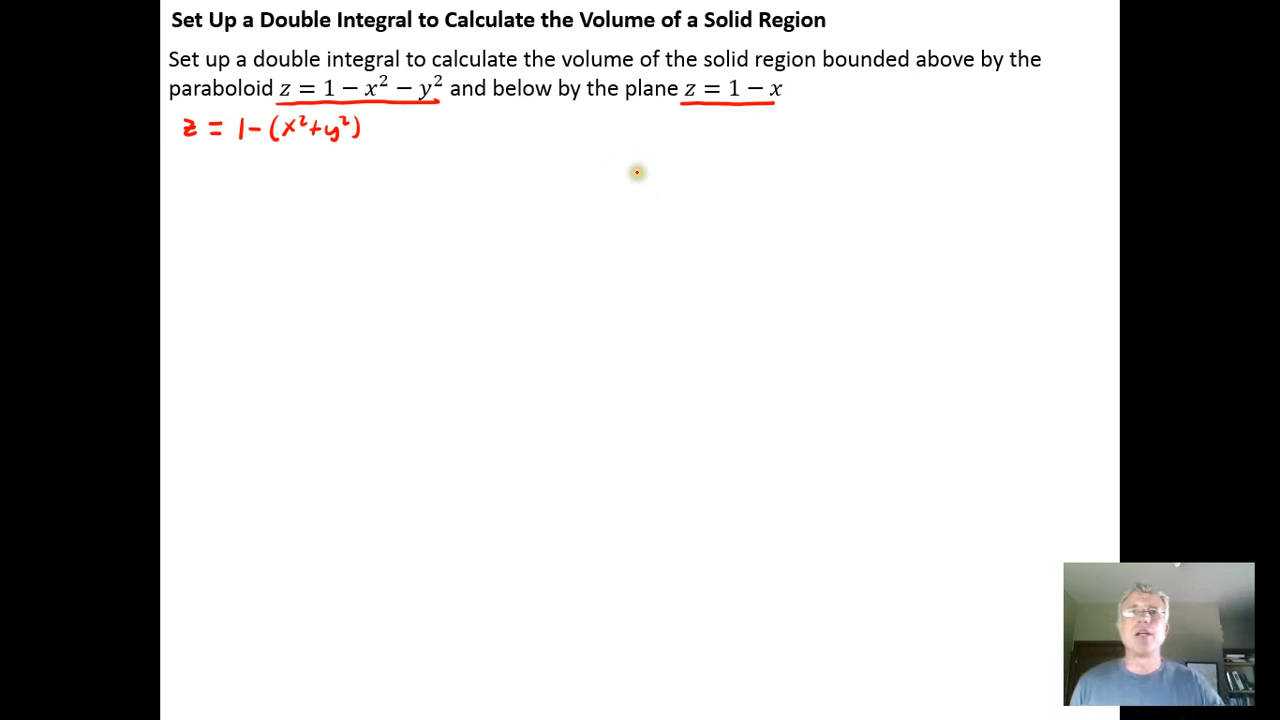 Set Up a Double Integral to Calculate the Volume of a Solid Region
Set up a double integral to calculate the volume of the solid region bounded above by the
paraboloid z = 1 − x² − y² and below by the plane z = 1 − x
z = 1 - (x²+y²)